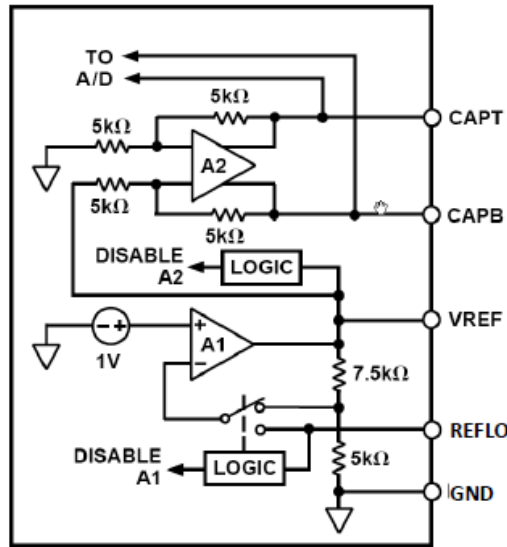 TO
A/D
5kΩ
CAPT
5kΩ
A2
5kΩ
5kΩ
CAPB
DISABLE
A2
LOGIC
VREF
- +
1V
+
A1
-
7.5kΩ
REFLO
DISABLE
A1
LOGIC
5kΩ
GND